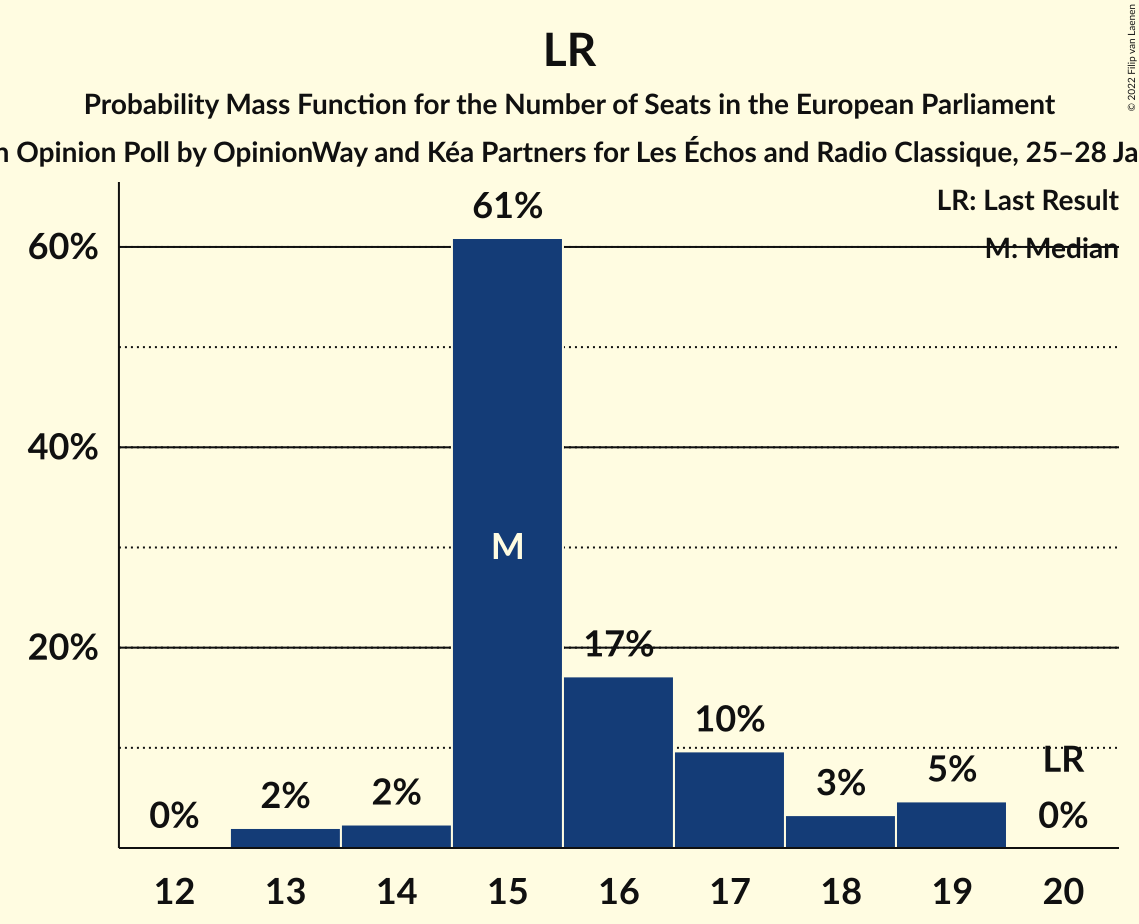 LR
Probability Mass Function for the Number of Seats in the European Parliament
n Opinion Poll by OpinionWay and Kéa Partners for Les Échos and Radio Classique, 25–28 Ja
© 2022 Filip van Laenen
LR: Last Result
M: Median
60%
40%
20%
0%
2%
2%
61%
M
17%
10%
3%
5%
LR
0%
12 13 14 15 16 17 18 19 20